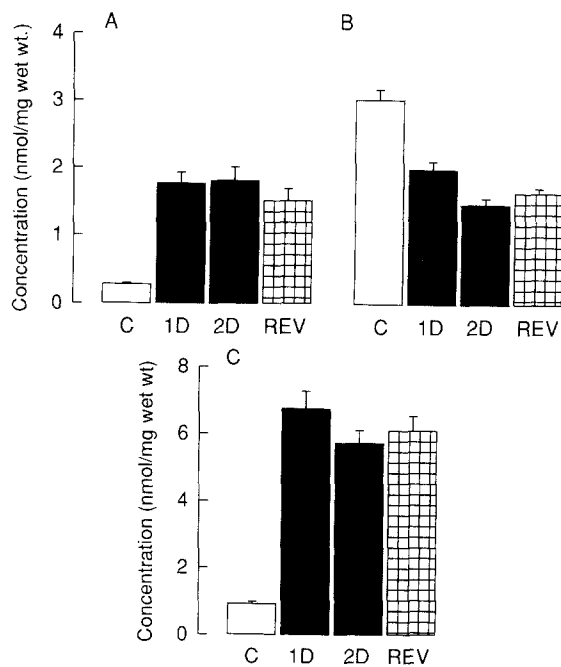 A
B
Concentration (nmol/mg wet wt.)
4
3
2
1
0
C 1D 2D REV
C 1D 2D REV
C
Concentration (nmol/mg wet wt)
8
6
4
2
0
C 1D 2D REV